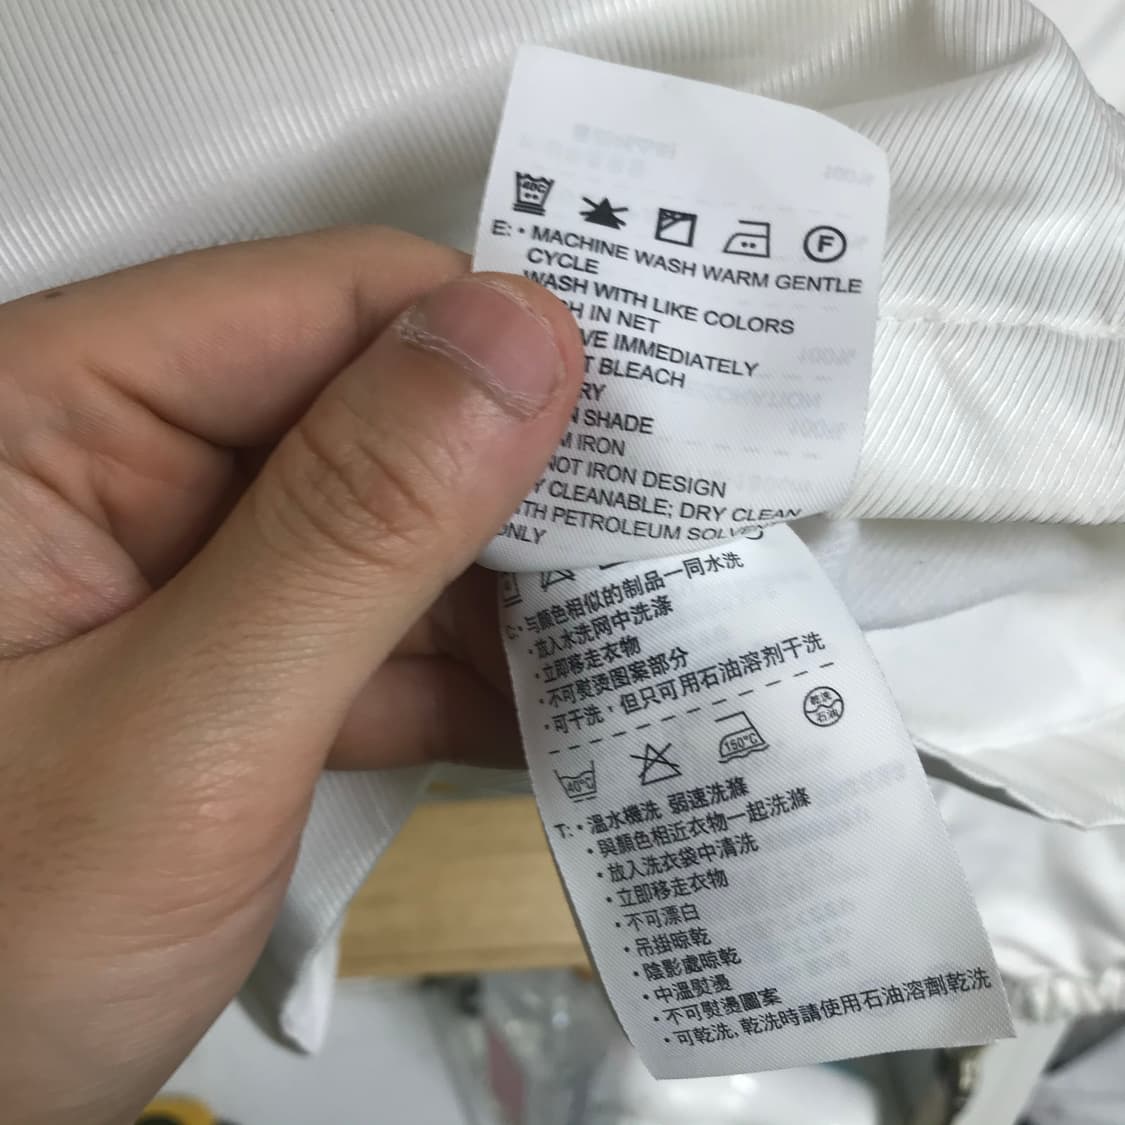 40C
F
E: • MACHINE WASH WARM GENTLE
CYCLE
WASH WITH LIKE COLORS
IN NET
IMMEDIATELY
BLEACH
SHADE
IRON
NOT IRON DESIGN
CLEANABLE; DRY CLEAN
PETROLEUM SOLVE
ONLY
C: • 与顏色相似的制品一同水洗
• 放入水洗网中洗涤
• 立即移走衣物
• 不可熨烫图案部分
• 可干洗，但只可用石油溶剂干洗
40°C
150°C
乾洗
石油
T: • 溫水機洗 弱速洗滌
• 與顏色相近衣物一起洗滌
• 放入洗衣袋中清洗
• 立即移走衣物
• 不可漂白
• 吊掛晾乾
• 陰影處晾乾
• 中溫熨燙
• 不可熨燙圖案
• 可乾洗, 乾洗時請使用石油溶劑乾洗